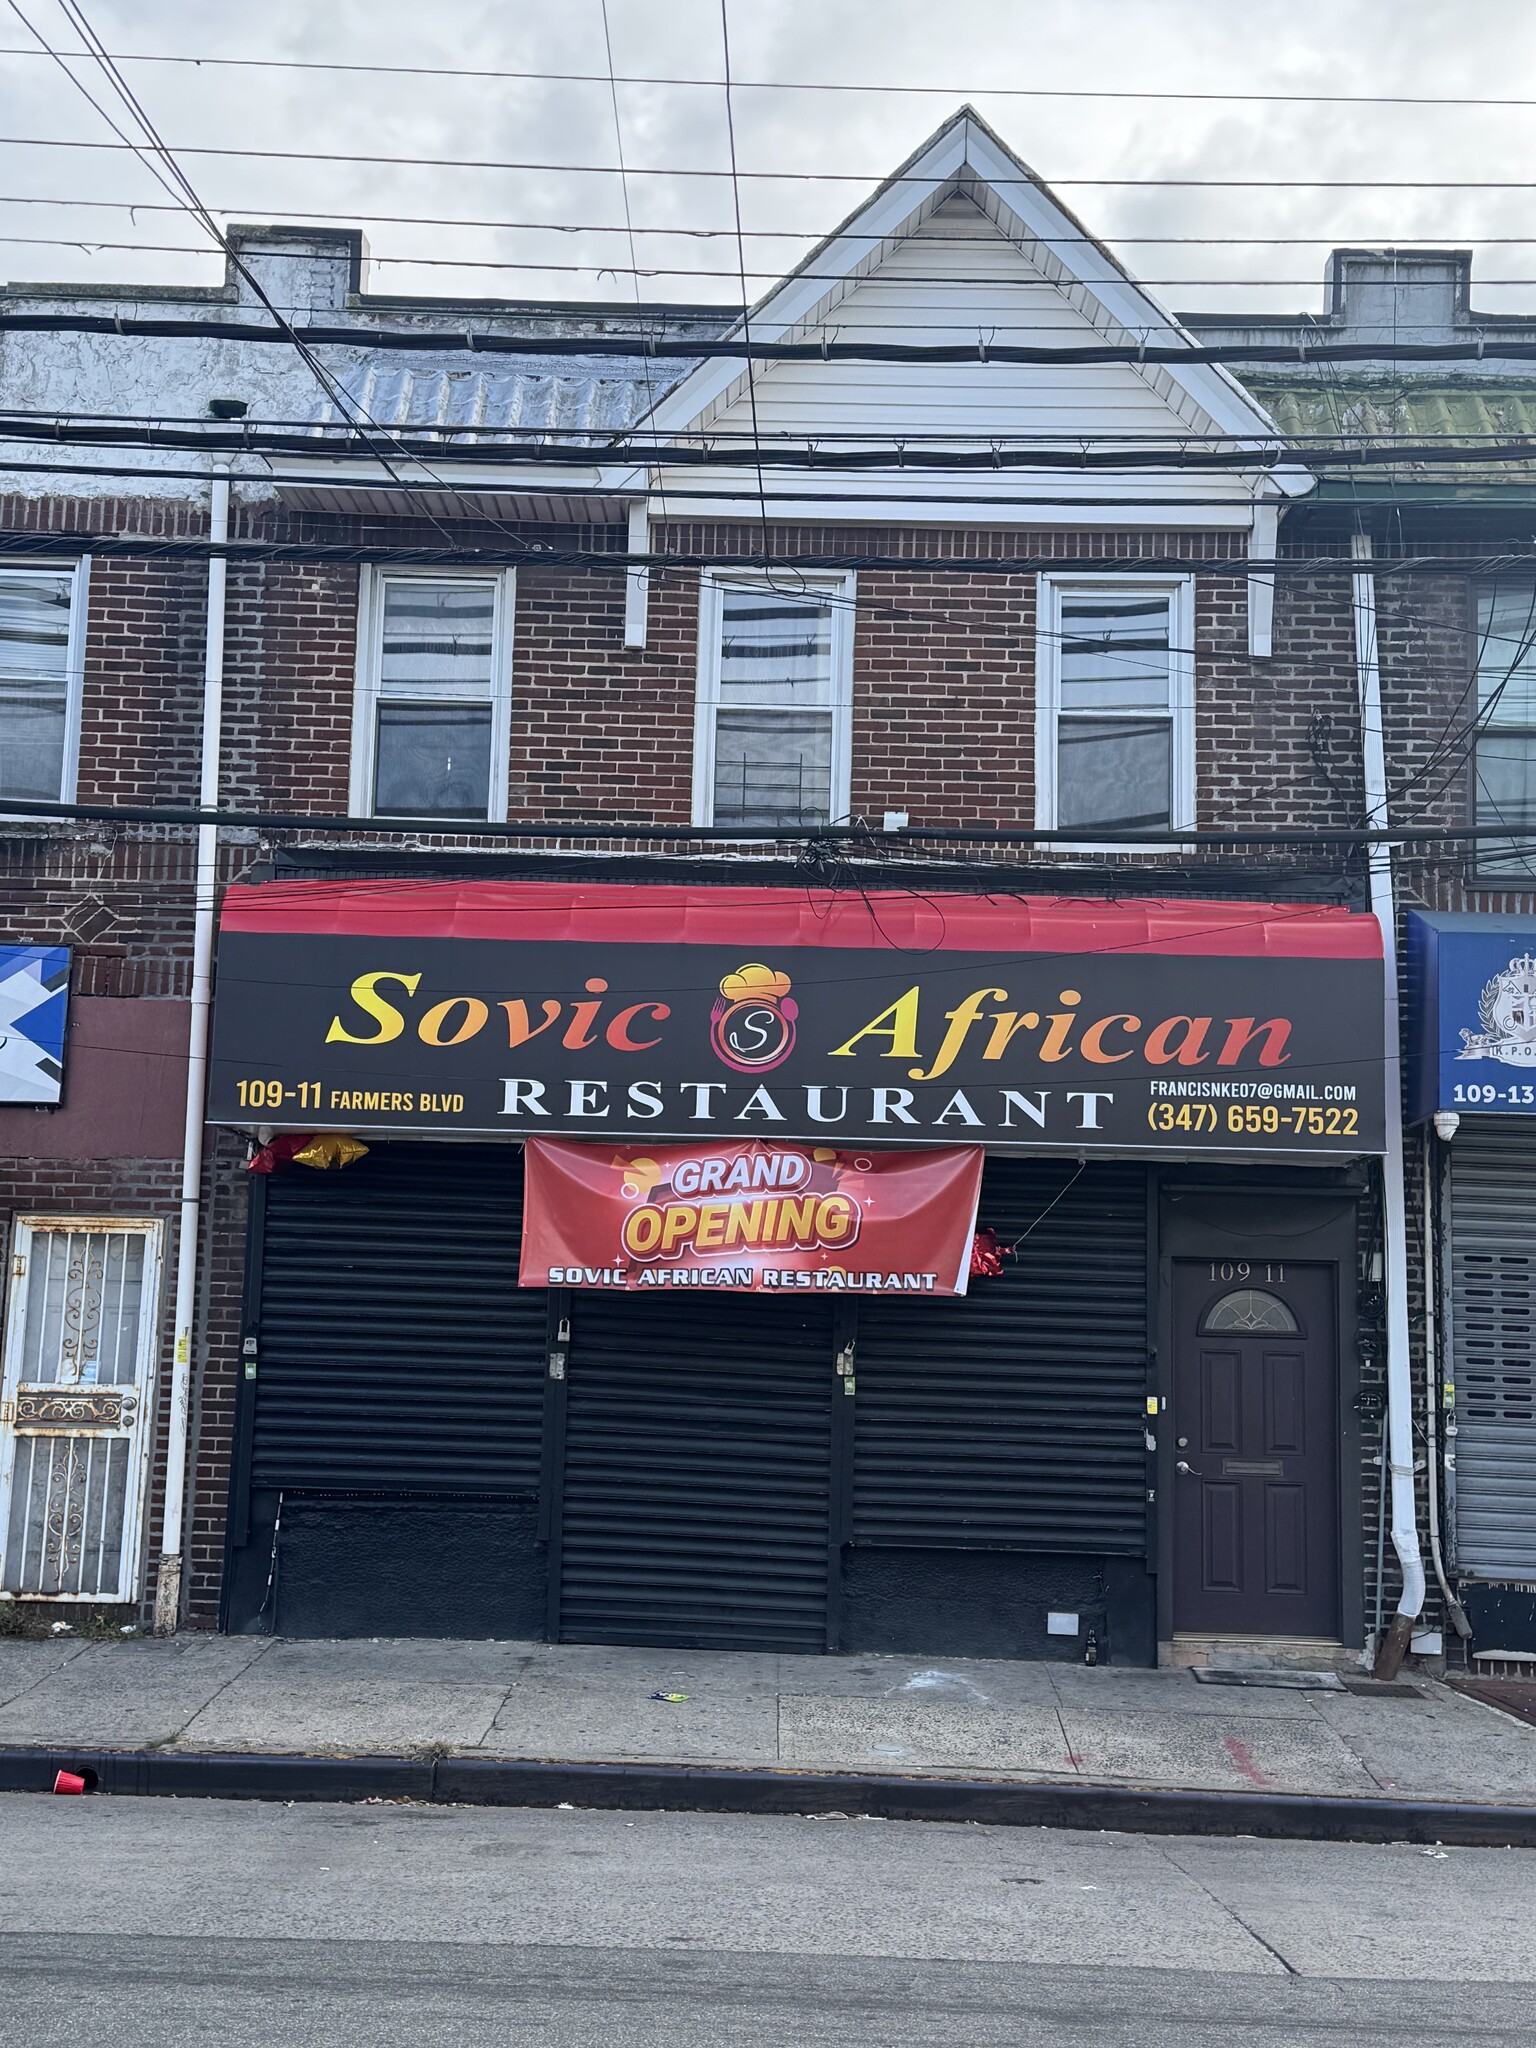 Sovic S African
109-11 FARMERS BLVD
RESTAURANT
FRANCISNKE07@GMAIL.COM
(347) 659-7522
GRAND
OPENING
SOVIC AFRICAN RESTAURANT
109 11
K.P.O.
109-13